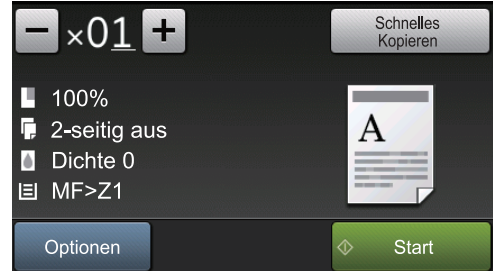 − ×01 +
Schnelles
Kopieren
100%
2-seitig aus
A
Dichte 0
MF>Z1
Optionen
Start